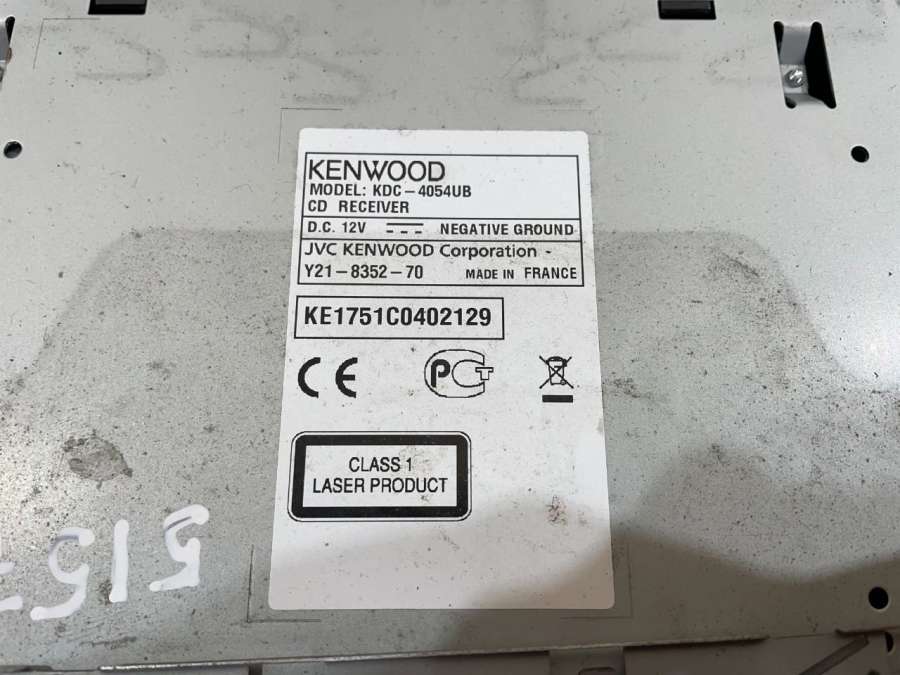 KENWOOD
MODEL: KDC-4054UB
CD RECEIVER
D.C. 12V NEGATIVE GROUND
JVC KENWOOD Corporation
Y21-8352-70 MADE IN FRANCE
KE1751C0402129
CE
PCT
CLASS 1
LASER PRODUCT
515-